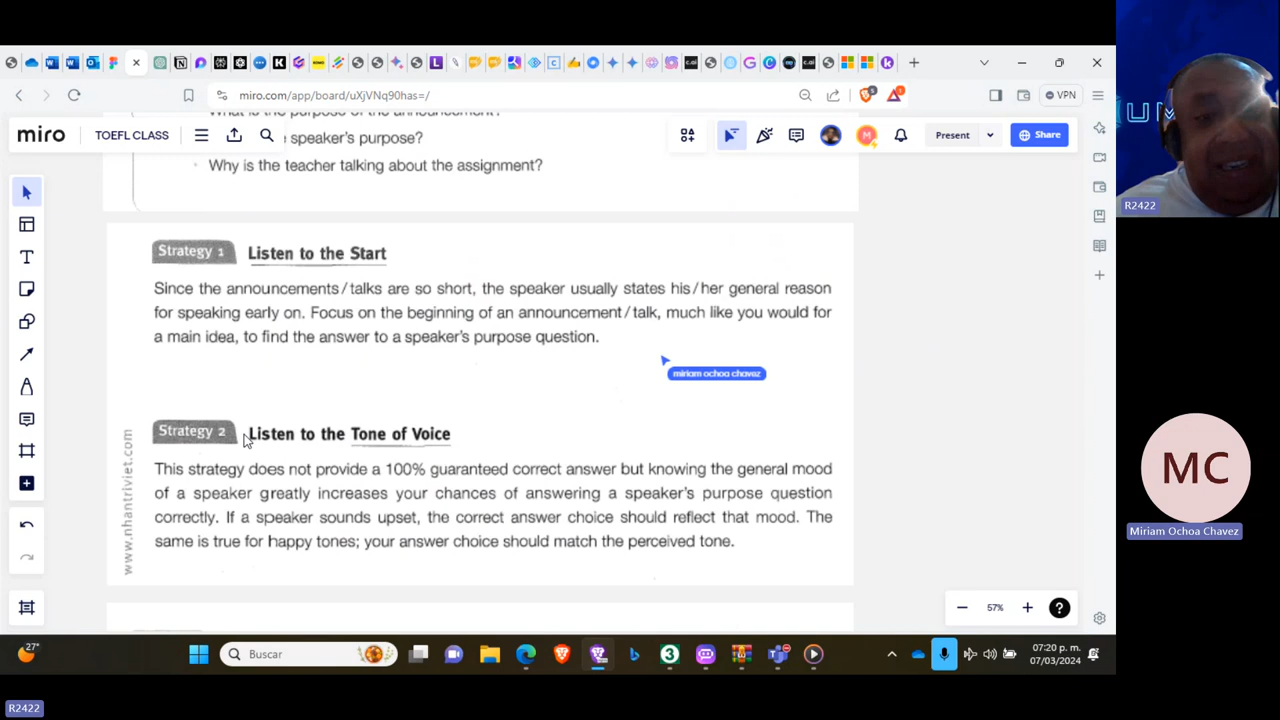 miro.com/app/board/uXjVNq90has=/
VPN
What is the purpose of the announcement?
miro TOEFL CLASS Present Share
speaker's purpose?
Why is the teacher talking about the assignment?
R2422
Strategy 1 Listen to the Start
Since the announcements/talks are so short, the speaker usually states his/her general reason
for speaking early on. Focus on the beginning of an announcement/talk, much like you would for
a main idea, to find the answer to a speaker's purpose question.
miriam ochoa chavez
Strategy 2 Listen to the Tone of Voice
This strategy does not provide a 100% guaranteed correct answer but knowing the general mood
of a speaker greatly increases your chances of answering a speaker's purpose question
correctly. If a speaker sounds upset, the correct answer choice should reflect that mood. The
same is true for happy tones; your answer choice should match the perceived tone.
www.nhantriviet.com
MC
Miriam Ochoa Chavez
57%
27°
Buscar
07:20 p. m.
07/03/2024
R2422